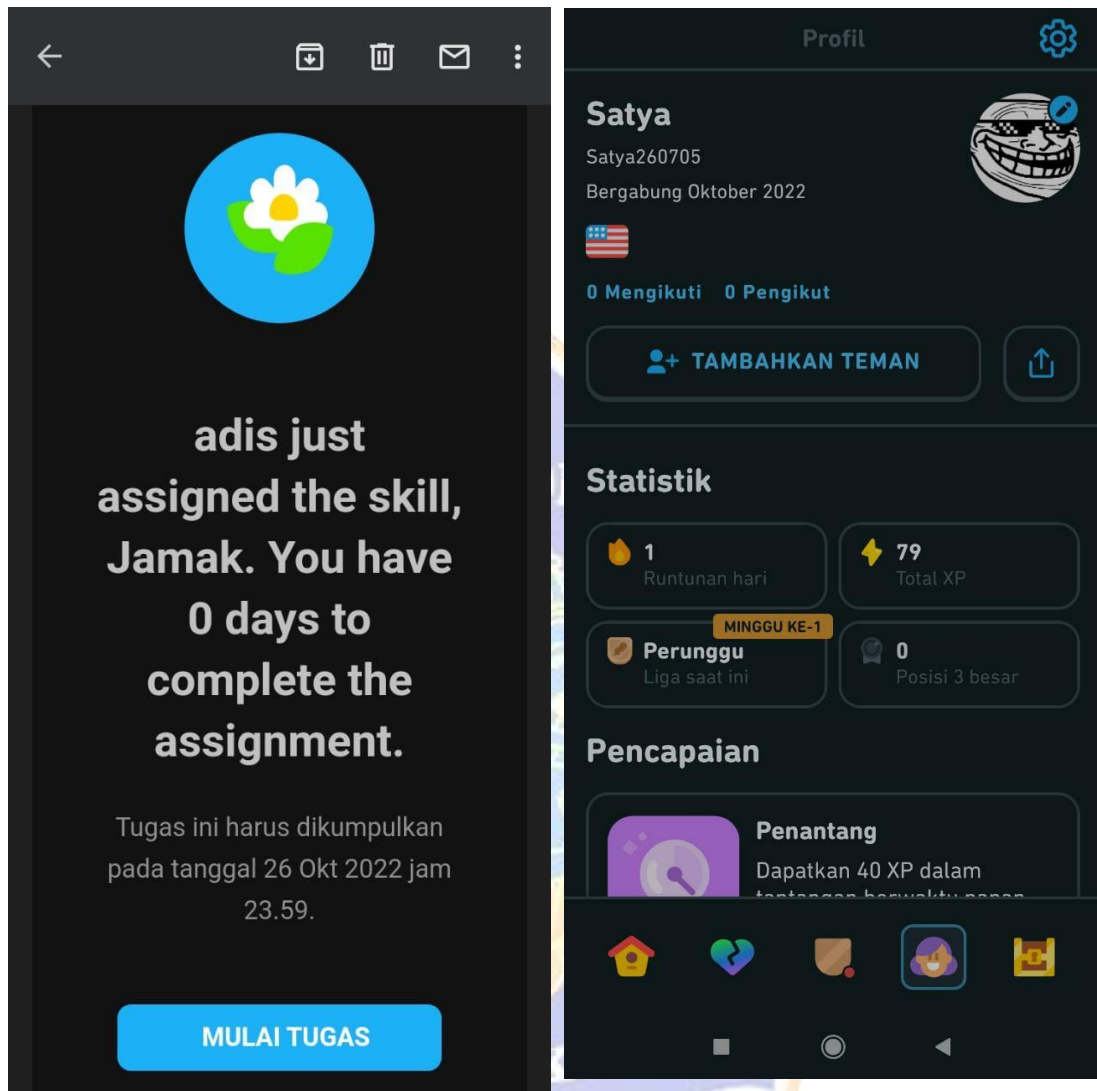 adis just
assigned the skill,
Jamak. You have
0 days to
complete the
assignment.
Tugas ini harus dikumpulkan
pada tanggal 26 Okt 2022 jam
23.59.
MULAI TUGAS
Profil
Satya
Satya260705
Bergabung Oktober 2022
0 Mengikuti 0 Pengikut
TAMBAHKAN TEMAN
Statistik
1
Runtunan hari
79
Total XP
MINGGU KE-1
Perunggu
Liga saat ini
0
Posisi 3 besar
Pencapaian
Penantang
Dapatkan 40 XP dalam
tantangan berwaktu papan